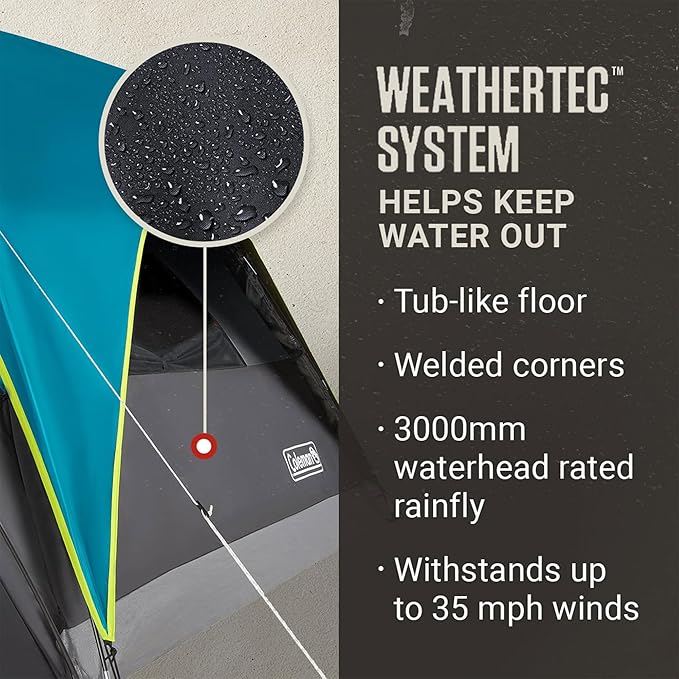 WEATHERTEC™
SYSTEM
HELPS KEEP
WATER OUT
· Tub-like floor
· Welded corners
· 3000mm
waterhead rated
rainfly
· Withstands up
to 35 mph winds
Coleman